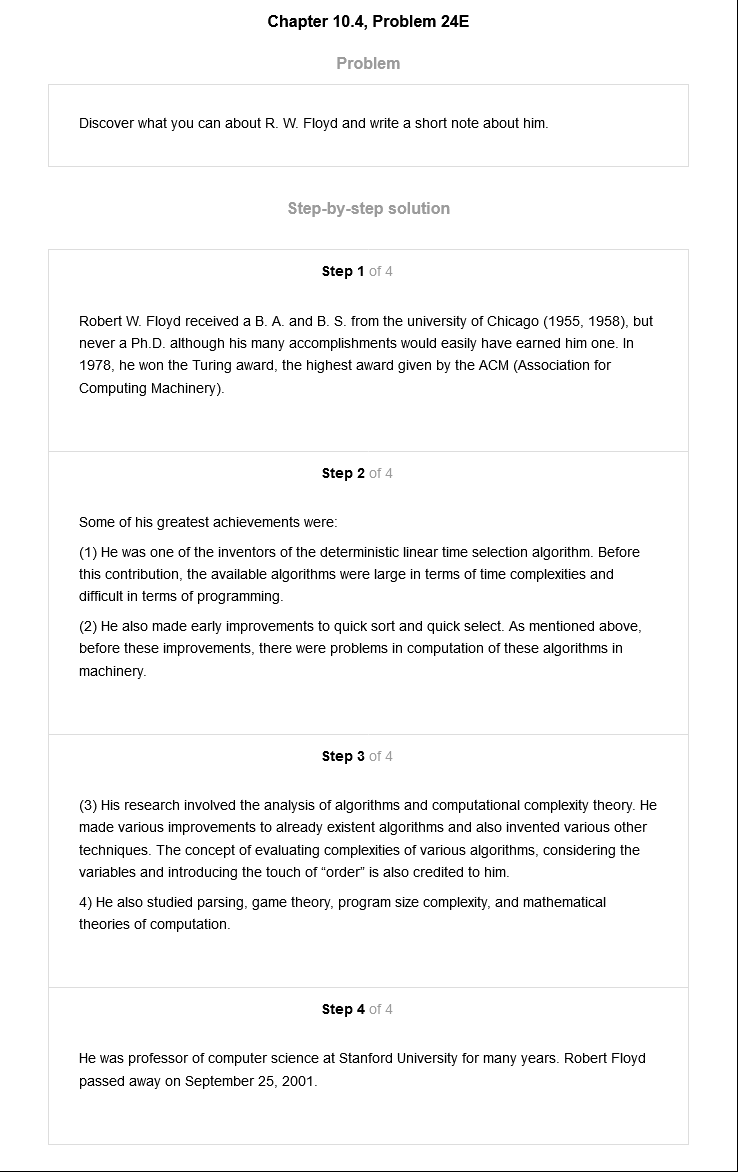 Chapter 10.4, Problem 24E
Problem
Discover what you can about R. W. Floyd and write a short note about him.
Step-by-step solution
Step 1 of 4
Robert W. Floyd received a B. A. and B. S. from the university of Chicago (1955, 1958), but
never a Ph.D. although his many accomplishments would easily have earned him one. In
1978, he won the Turing award, the highest award given by the ACM (Association for
Computing Machinery).
Step 2 of 4
Some of his greatest achievements were:
(1) He was one of the inventors of the deterministic linear time selection algorithm. Before
this contribution, the available algorithms were large in terms of time complexities and
difficult in terms of programming.
(2) He also made early improvements to quick sort and quick select. As mentioned above,
before these improvements, there were problems in computation of these algorithms in
machinery.
Step 3 of 4
(3) His research involved the analysis of algorithms and computational complexity theory. He
made various improvements to already existent algorithms and also invented various other
techniques. The concept of evaluating complexities of various algorithms, considering the
variables and introducing the touch of “order” is also credited to him.
4) He also studied parsing, game theory, program size complexity, and mathematical
theories of computation.
Step 4 of 4
He was professor of computer science at Stanford University for many years. Robert Floyd
passed away on September 25, 2001.